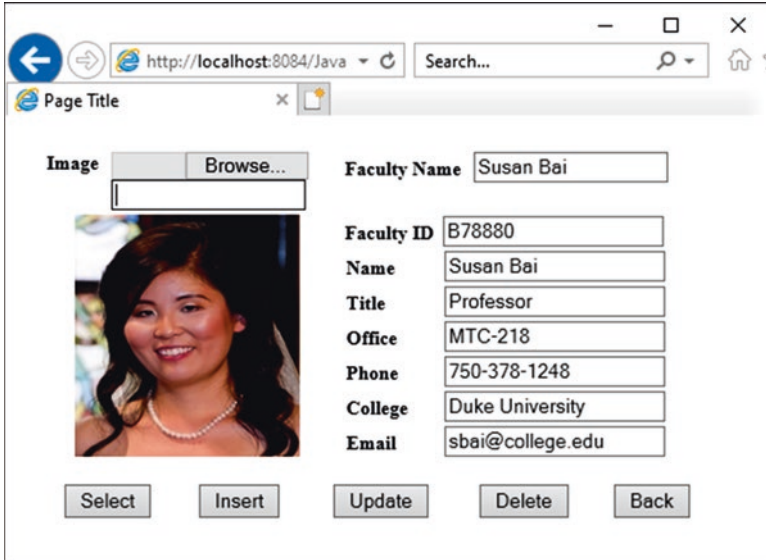 http://localhost:8084/Java
Search...
Page Title
Image Browse...
Faculty Name Susan Bai
Faculty ID B78880
Name Susan Bai
Title Professor
Office MTC-218
Phone 750-378-1248
College Duke University
Email sbai@college.edu
Select Insert Update Delete Back